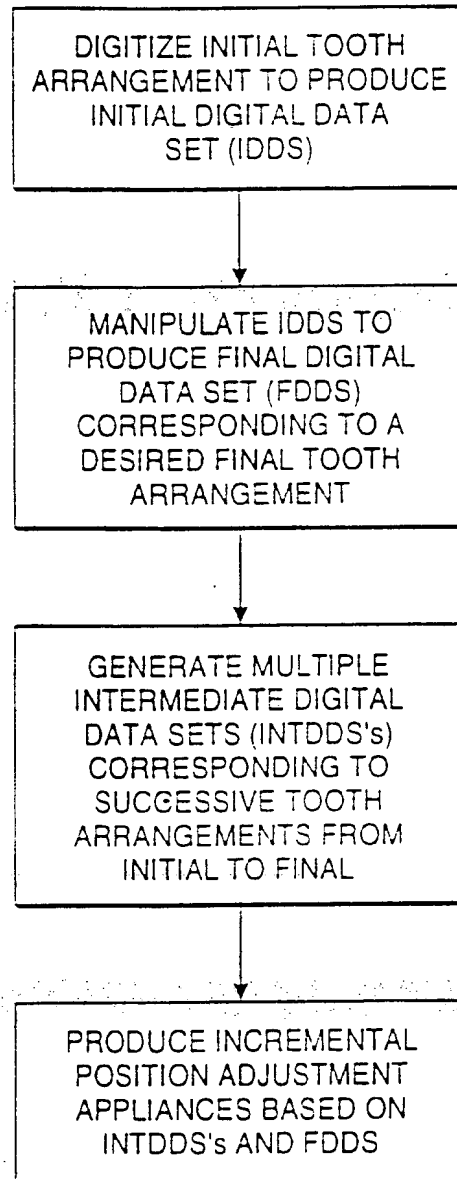 DIGITIZE INITIAL TOOTH
ARRANGEMENT TO PRODUCE
INITIAL DIGITAL DATA
SET (IDDS)
MANIPULATE IDDS TO
PRODUCE FINAL DIGITAL
DATA SET (FDDS)
CORRESPONDING TO A
DESIRED FINAL TOOTH
ARRANGEMENT
GENERATE MULTIPLE
INTERMEDIATE DIGITAL
DATA SETS (INTDDS's)
CORRESPONDING TO
SUCCESSIVE TOOTH
ARRANGEMENTS FROM
INITIAL TO FINAL
PRODUCE INCREMENTAL
POSITION ADJUSTMENT
APPLIANCES BASED ON
INTDDS's AND FDDS